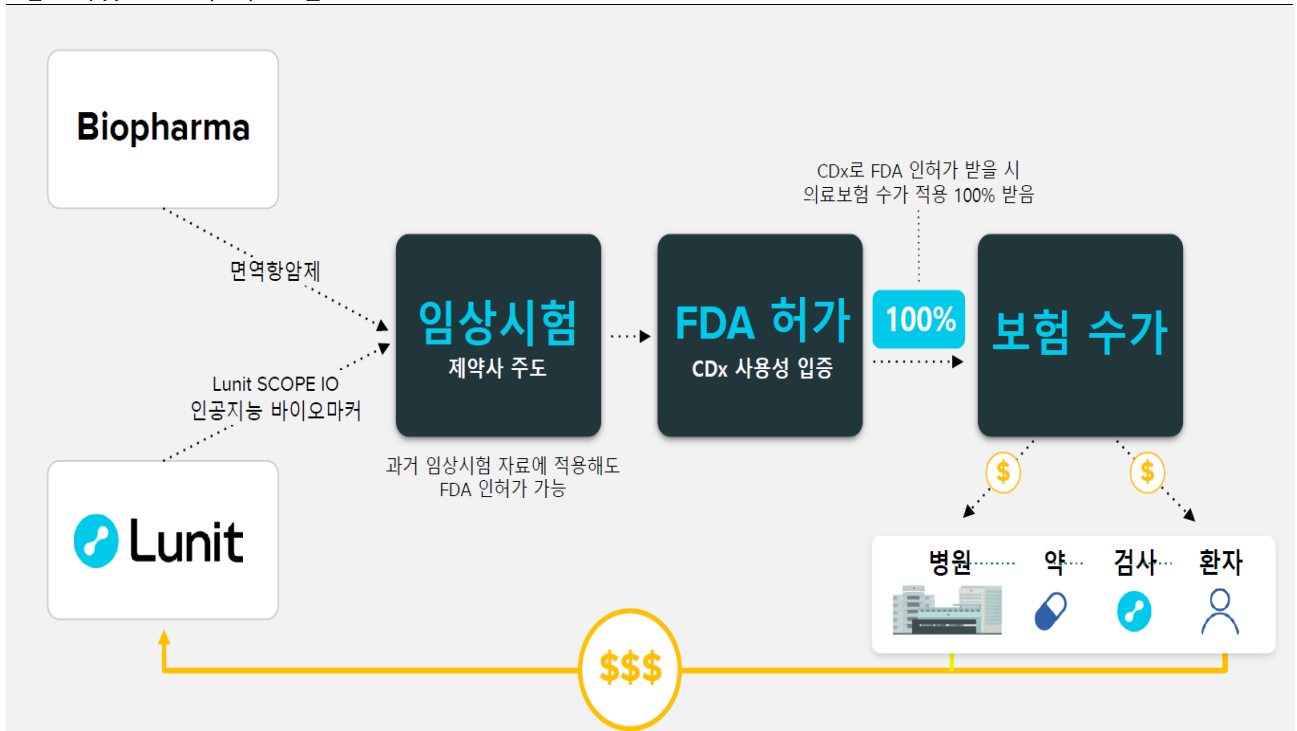 Biopharma
면역항암제
Lunit SCOPE IO
인공지능 바이오마커
Lunit
임상시험
제약사 주도
과거 임상시험 자료에 적용해도
FDA 인허가 가능
FDA 허가
CDx 사용성 입증
CDx로 FDA 인허가 받을 시
의료보험 수가 적용 100% 받음
100%
보험 수가
$
$
병원
약
검사
환자
$$$